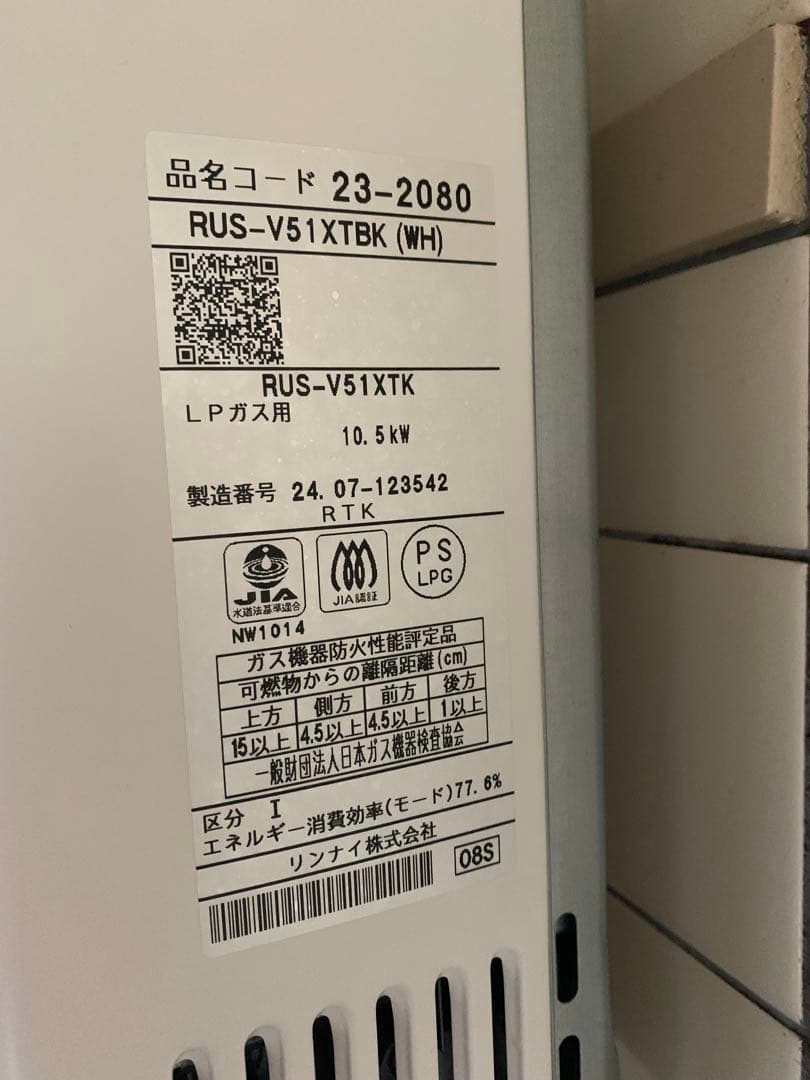 品名コード 23-2080
RUS-V51XTBK (WH)
RUS-V51XTK
LPガス用
10.5kW
製造番号 24.07-123542
RTK
JIA
水道法基準適合
NW1014
JIA認証
PS
LPG
ガス機器防火性能評定品
可燃物からの離隔距離(cm)
上方 側方 前方 後方
15以上 4.5以上 4.5以上 1以上
一般財団法人日本ガス機器検査協会
区分 I
エネルギー消費効率(モード)77.6%
リンナイ株式会社
08S